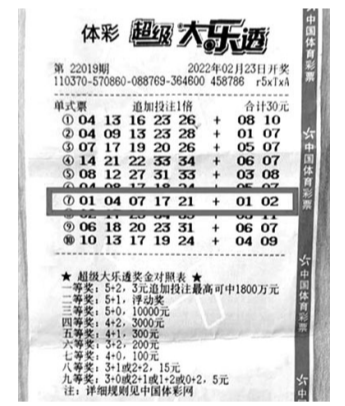 体彩 超级大乐透
第 22019期 2022年02月23日开奖
110370-570860-088769-364600 458786 r5xTxA
单式票 追加投注1倍 合计30元
① 04 13 16 23 26 + 08 10
② 04 09 13 23 28 + 01 07
③ 07 17 19 20 26 + 05 07
④ 14 21 22 33 34 + 06 07
⑤ 08 12 27 31 33 + 03 08
⑦ 01 04 07 17 21 + 01 02
⑨ 06 18 20 23 31 + 06 07
⑩ 10 13 17 19 24 + 04 09
★ 超级大乐透奖金对照表 ★
一等奖：5+2，3元追加投注最高可中1800万元
二等奖：5+1，浮动奖
三等奖：5+0，10000元
四等奖：4+2，3000元
五等奖：4+1，300元
六等奖：3+2，200元
七等奖：4+0，100元
八等奖：3+1或2+2，15元
九等奖：3+0或2+1或1+2或0+2，5元
注：详细规则见中国体彩网
中国体育彩票
中国体育彩票
中国体育彩票